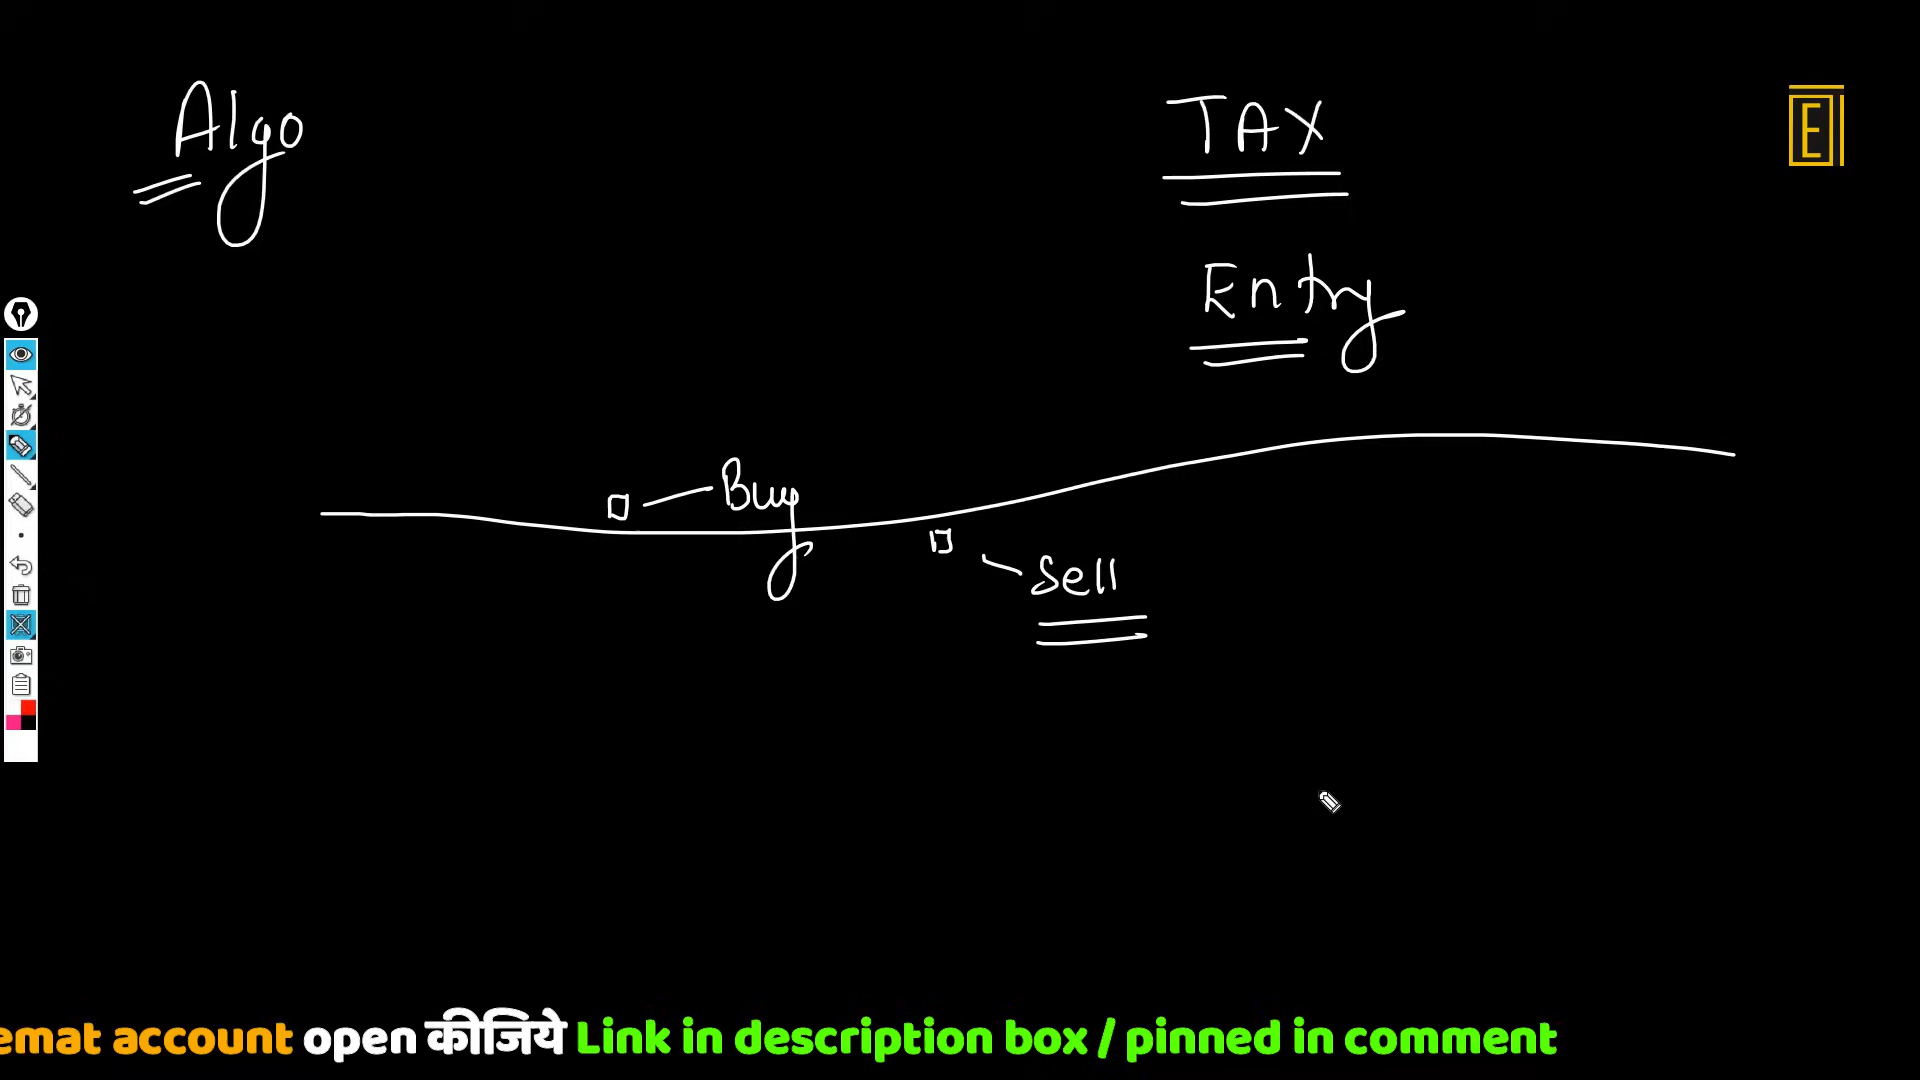 Algo
TAX
E
Entry
Buy
Sell
emat account open कीजिये Link in description box / pinned in comment